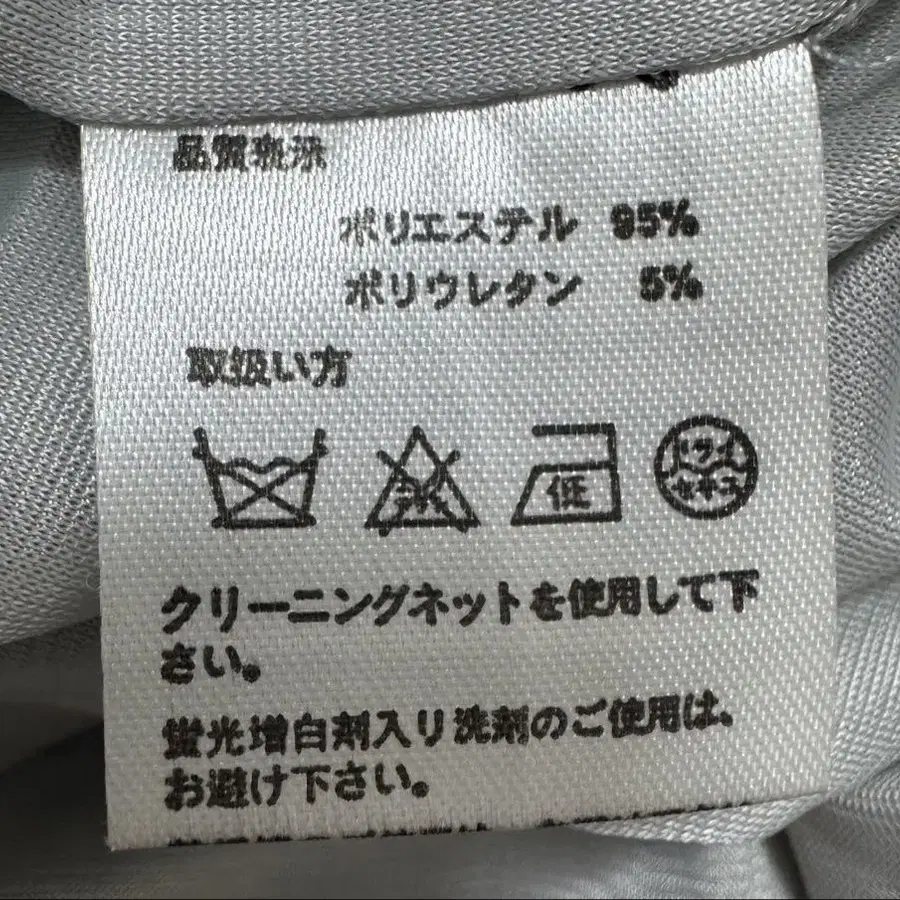 品質表示
ポリエステル 95%
ポリウレタン 5%
取扱い方
低
ドライ
セキユ
クリーニングネットを使用して下
さい。
蛍光増白剤入り洗剤のご使用は、
お避け下さい。